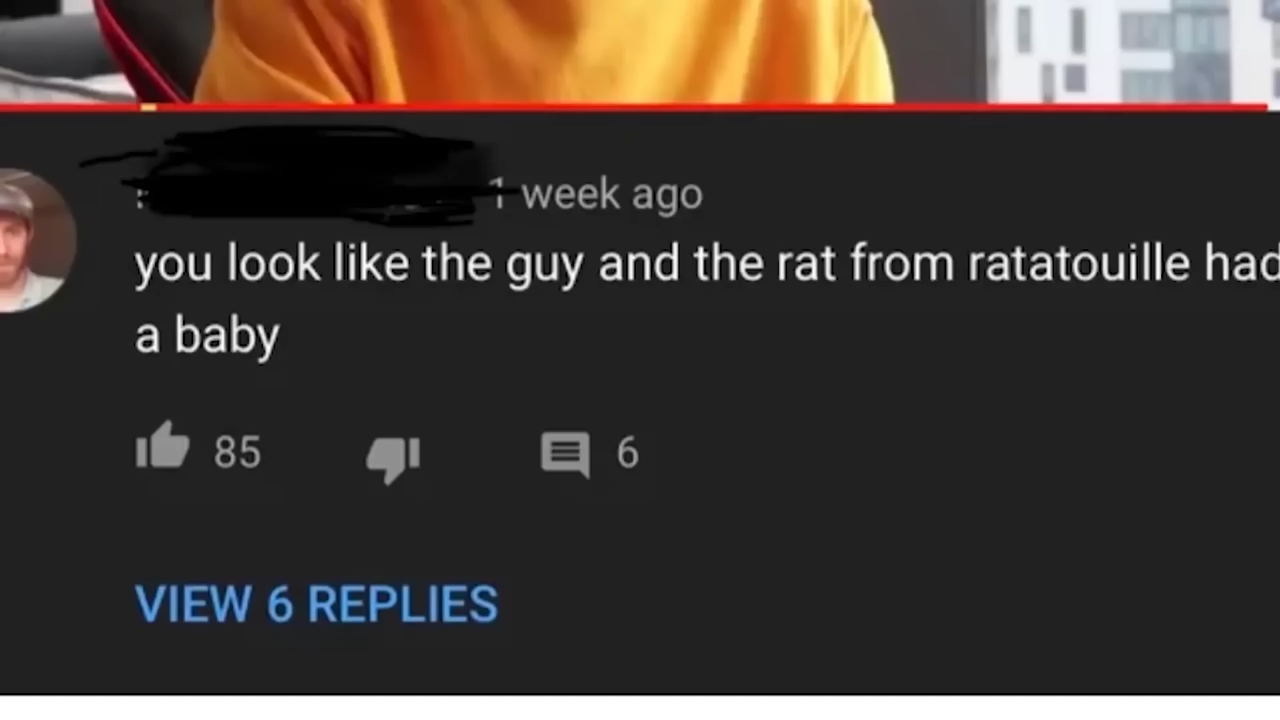 1 week ago
you look like the guy and the rat from ratatouille had
a baby
85 6
VIEW 6 REPLIES